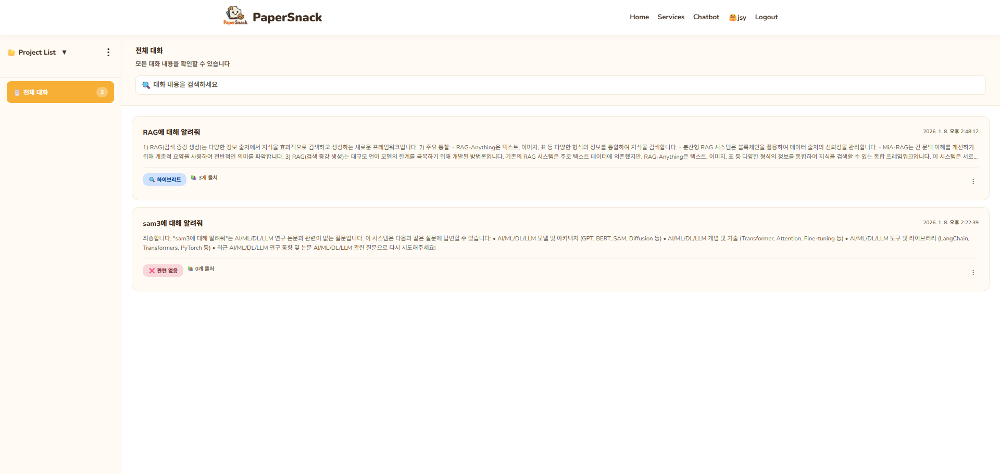 PaperSnack
PaperSnack
Home
Services
Chatbot
jsy
Logout
Project List ▼
전체 대화
2
전체 대화
모든 대화 내용을 확인할 수 있습니다
대화 내용을 검색하세요
RAG에 대해 알려줘
2026. 1. 8. 오후 2:48:12
1) RAG(검색 증강 생성)는 다양한 정보 출처에서 지식을 효과적으로 검색하고 생성하는 새로운 프레임워크입니다. 2) 주요 통찰: - RAG-Anything은 텍스트, 이미지, 표 등 다양한 형식의 정보를 통합하여 지식을 검색합니다. - 분산형 RAG 시스템은 블록체인을 활용하여 데이터 출처의 신뢰성을 관리합니다. - MiA-RAG는 긴 문맥 이해를 개선하기
위해 계층적 요약을 사용하여 전반적인 의미를 파악합니다. 3) RAG(검색 증강 생성)는 대규모 언어 모델의 한계를 극복하기 위해 개발된 방법론입니다. 기존의 RAG 시스템은 주로 텍스트 데이터에 의존했지만, RAG-Anything은 텍스트, 이미지, 표 등 다양한 형식의 정보를 통합하여 지식을 검색할 수 있는 통합 프레임워크입니다. 이 시스템은 서로...
하이브리드
3개 출처
sam3에 대해 알려줘
2026. 1. 8. 오후 2:22:39
죄송합니다. "sam3에 대해 알려줘"는 AI/ML/DL/LLM 연구 논문과 관련이 없는 질문입니다. 이 시스템은 다음과 같은 질문에 답변할 수 있습니다: • AI/ML/DL/LLM 모델 및 아키텍처 (GPT, BERT, SAM, Diffusion 등) • AI/ML/DL/LLM 개념 및 기술 (Transformer, Attention, Fine-tuning 등) • AI/ML/DL/LLM 도구 및 라이브러리 (LangChain,
Transformers, PyTorch 등) • 최근 AI/ML/DL/LLM 연구 동향 및 논문 AI/ML/DL/LLM 관련 질문으로 다시 시도해주세요!
관련 없음
0개 출처